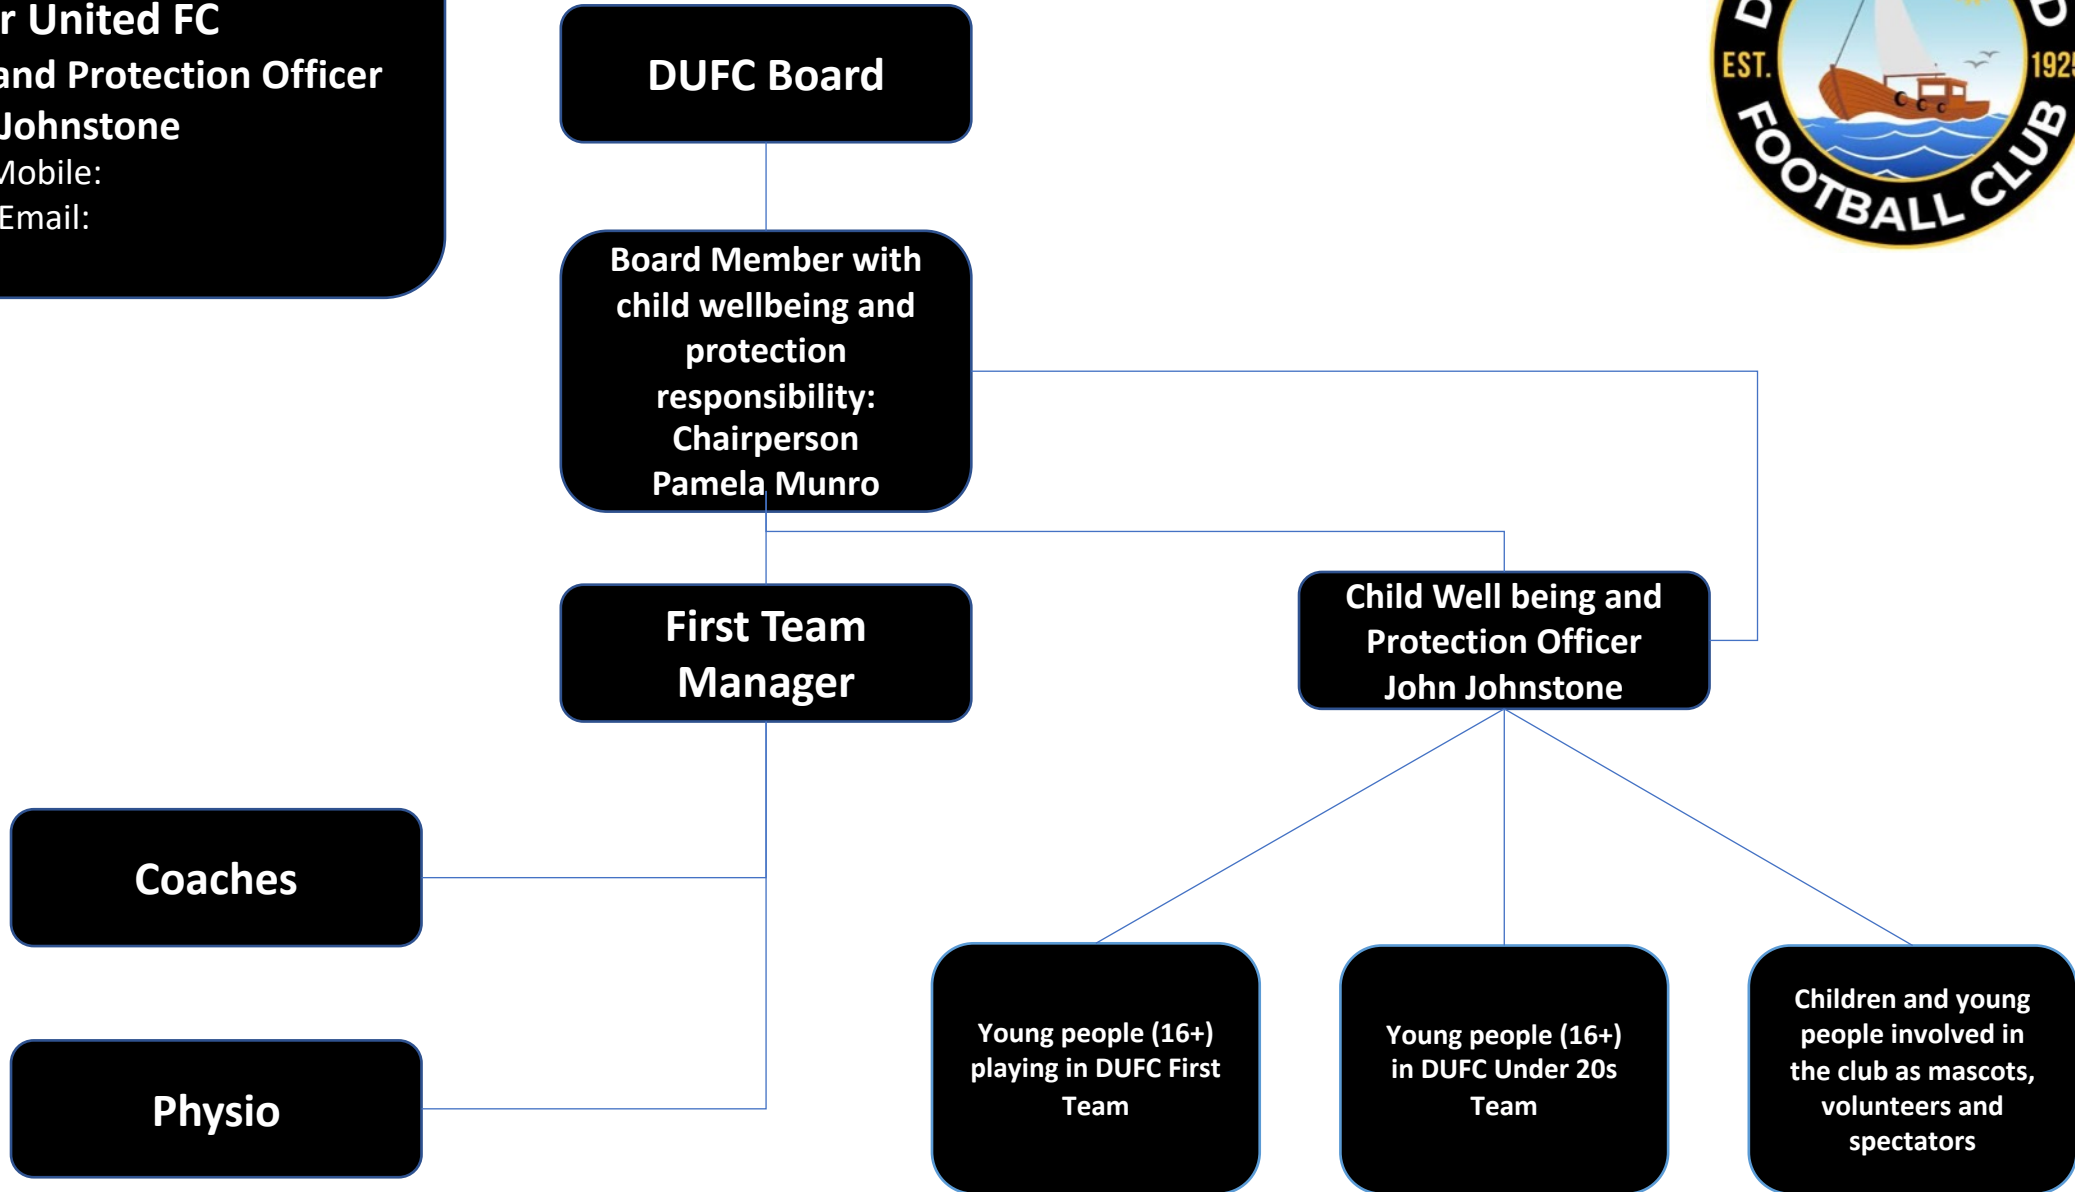 r United FC
and Protection Officer
Johnstone
Mobile:
Email:
DUFC Board
EST.
1925
FOOTBALL CLUB
Board Member with
child wellbeing and
protection
responsibility:
Chairperson
Pamela Munro
First Team
Manager
Child Well being and
Protection Officer
John Johnstone
Coaches
Physio
Young people (16+)
playing in DUFC First
Team
Young people (16+)
in DUFC Under 20s
Team
Children and young
people involved in
the club as mascots,
volunteers and
spectators